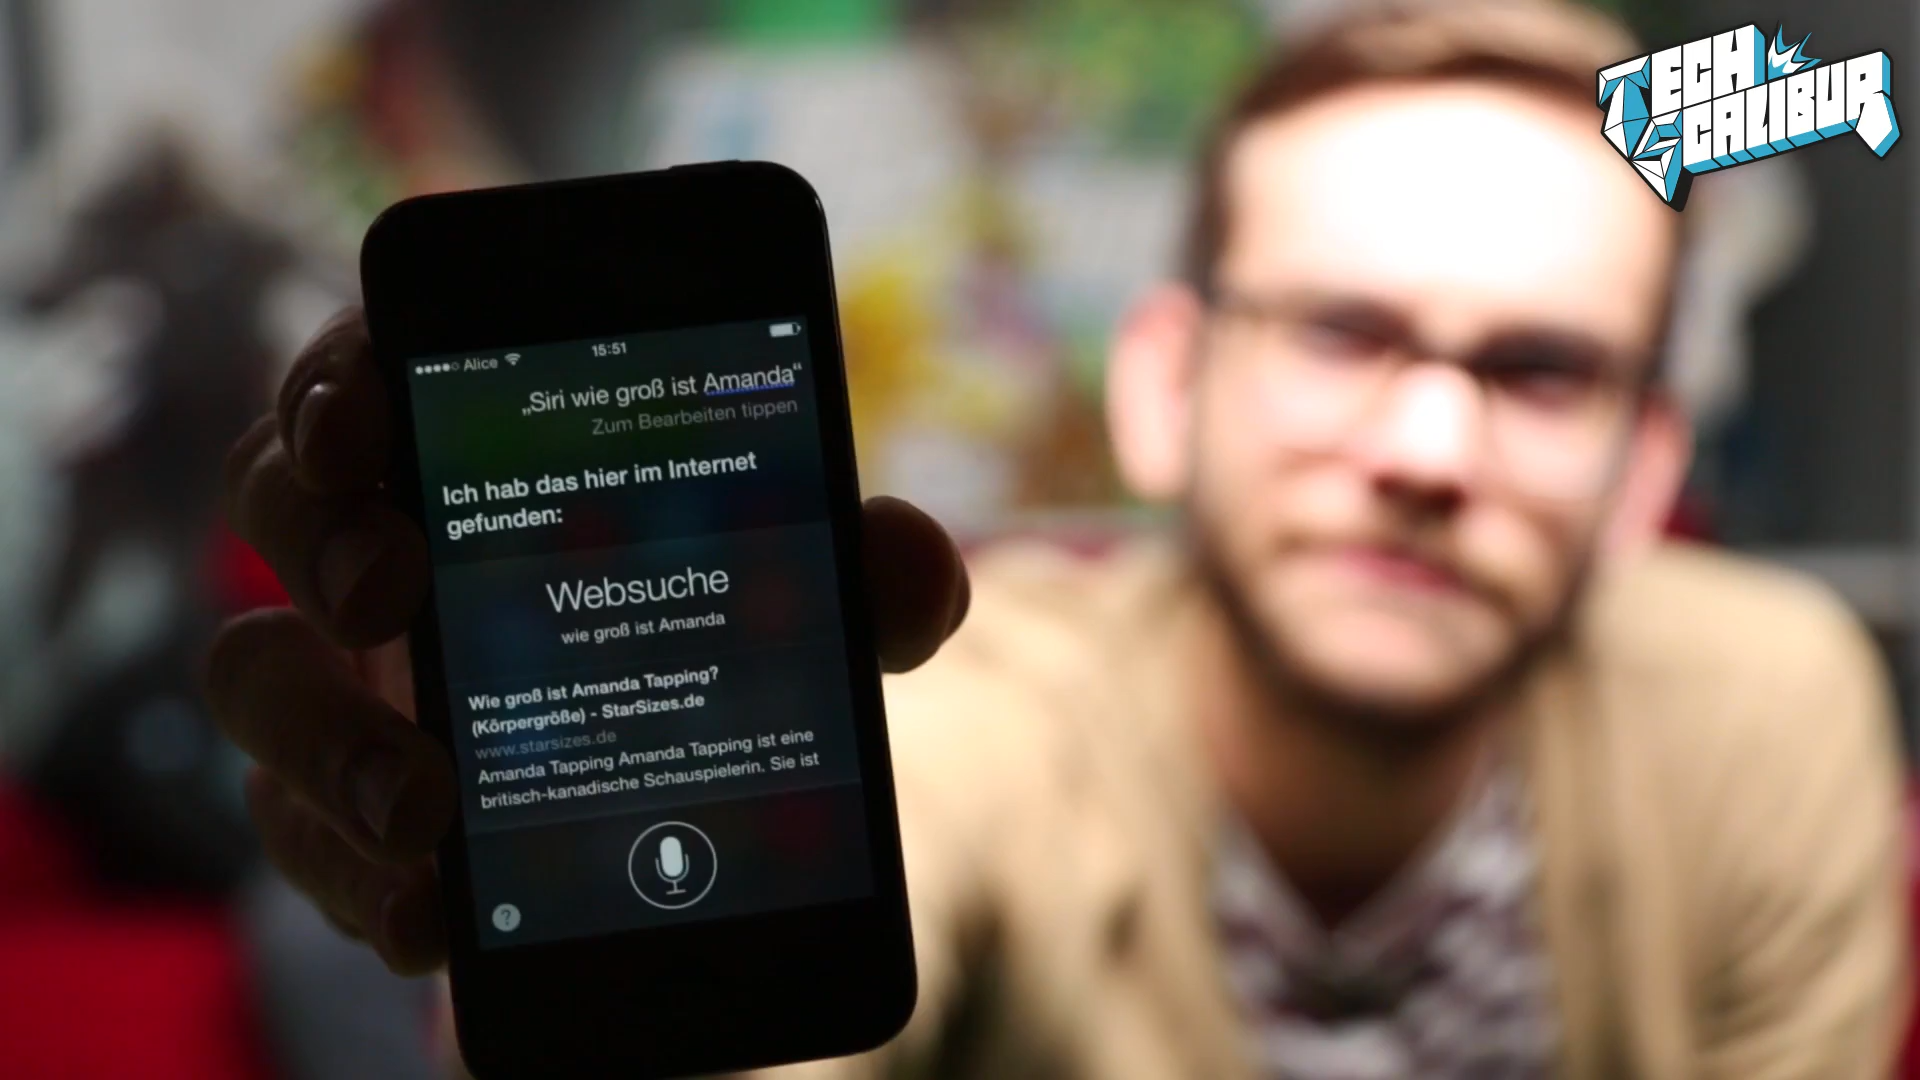 TECH
CALIBUR
Alice 15:51
„Siri wie groß ist Amanda“
Zum Bearbeiten tippen
Ich hab das hier im Internet
gefunden:
Websuche
wie groß ist Amanda
Wie groß ist Amanda Tapping?
(Körpergröße) - StarSizes.de
www.starsizes.de
Amanda Tapping Amanda Tapping ist eine
britisch-kanadische Schauspielerin. Sie ist
?